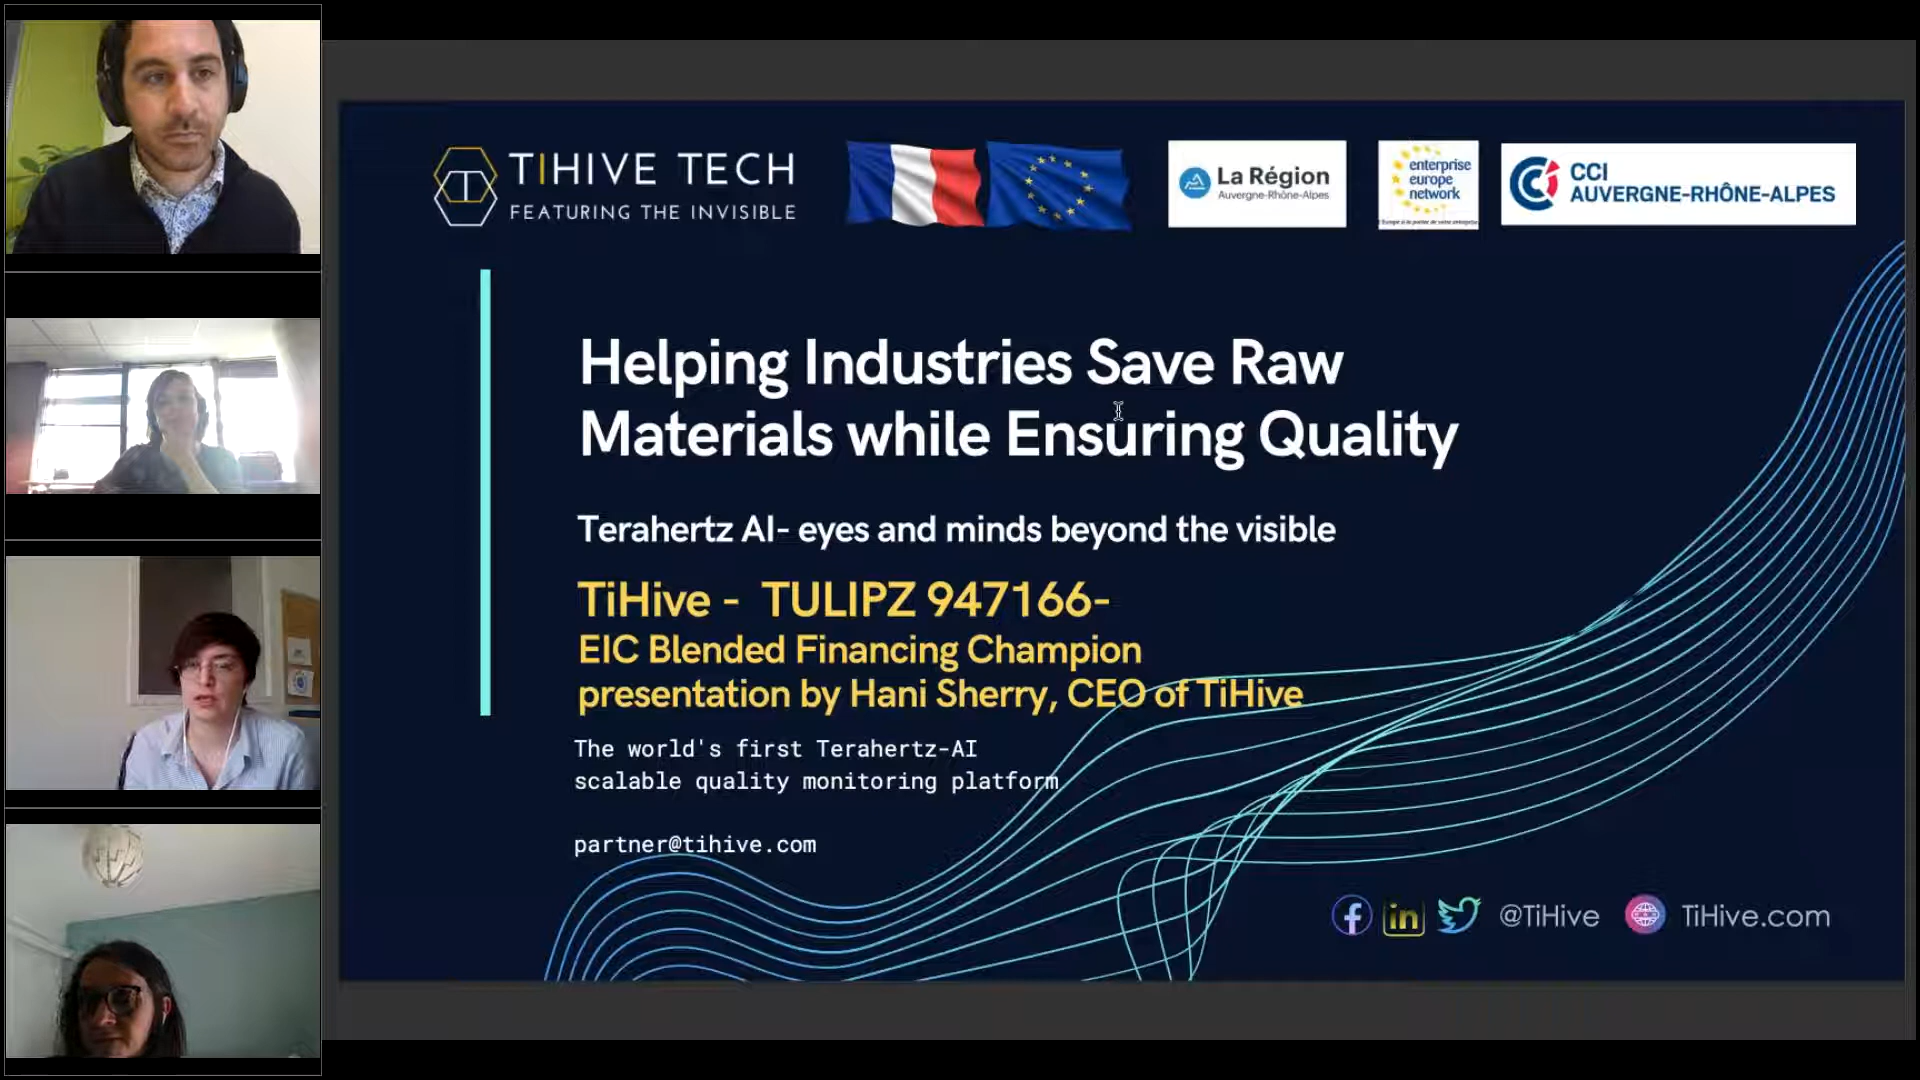 TIHIVE TECH
FEATURING THE INVISIBLE
La Région
Auvergne-Rhône-Alpes
enterprise
europe
network
CCI
AUVERGNE-RHÔNE-ALPES
Helping Industries Save Raw
Materials while Ensuring Quality
Terahertz AI- eyes and minds beyond the visible
TiHive - TULIPZ 947166-
EIC Blended Financing Champion
presentation by Hani Sherry, CEO of TiHive
The world's first Terahertz-AI
scalable quality monitoring platform
partner@tihive.com
@TiHive
TiHive.com